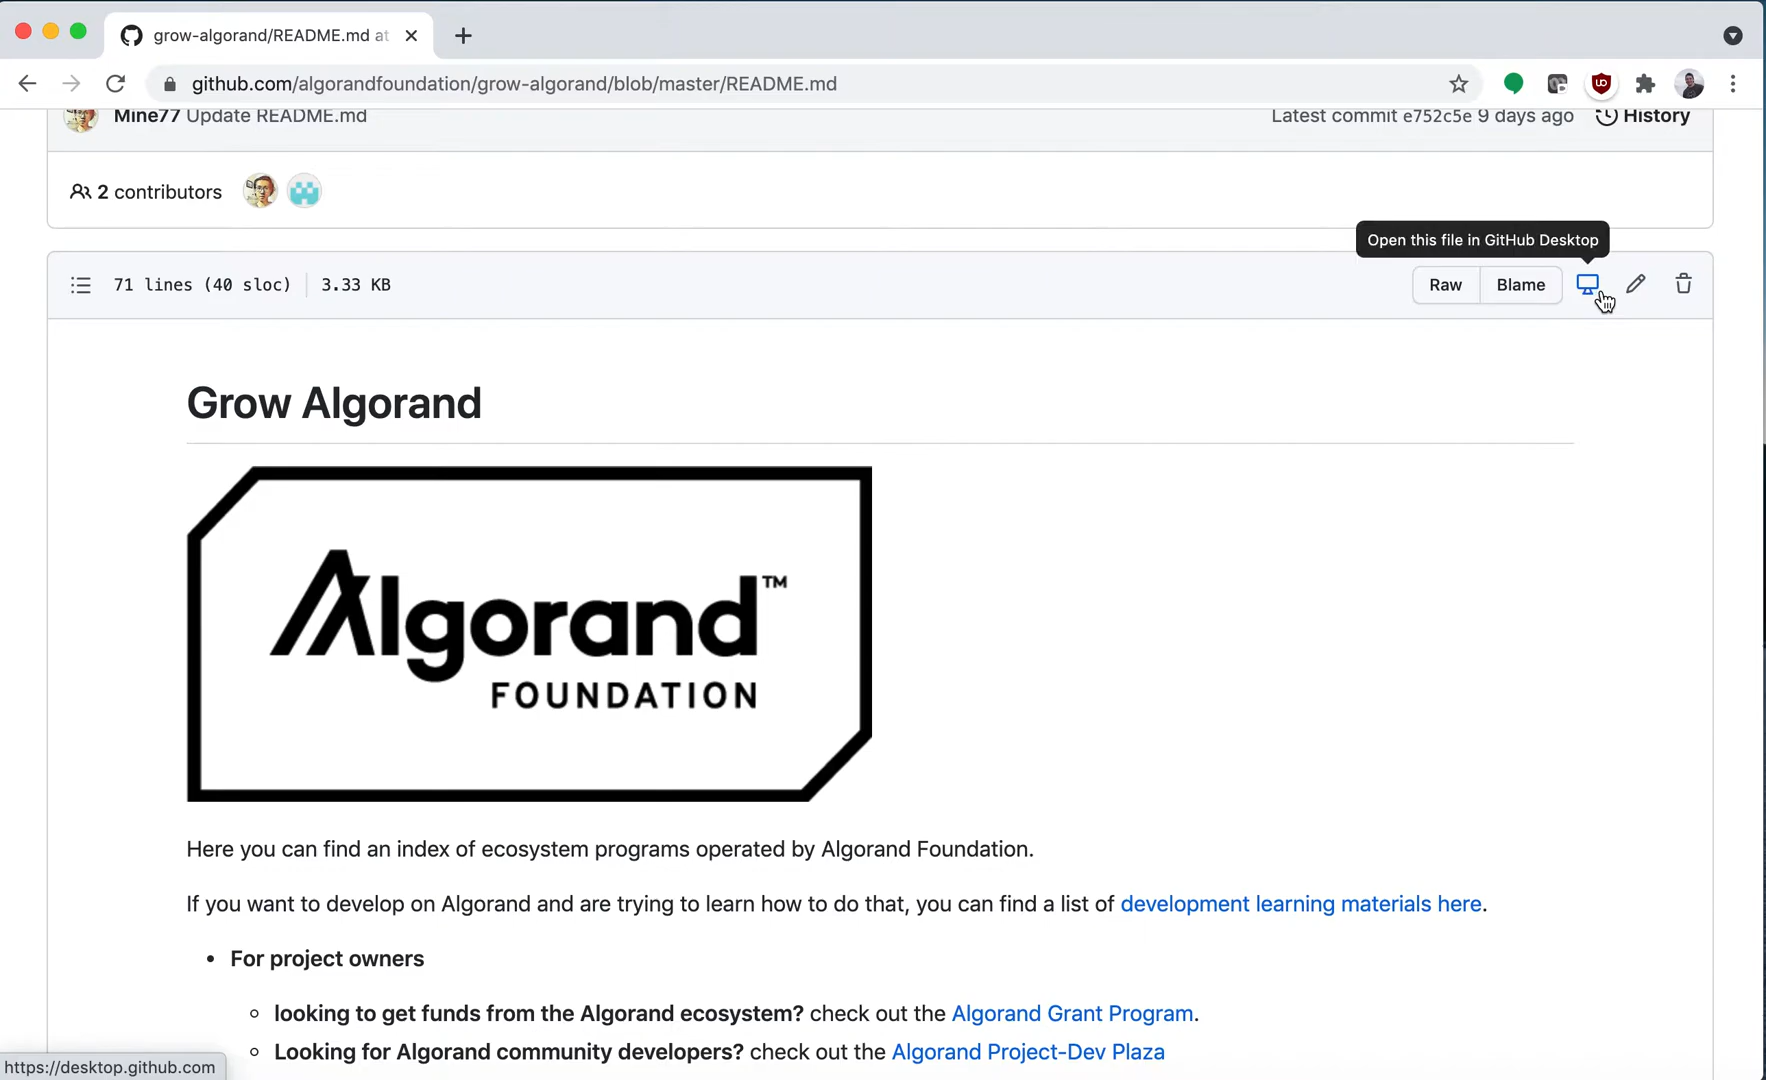 grow-algorand/README.md at
github.com/algorandfoundation/grow-algorand/blob/master/README.md
Mine77 Update README.md
Latest commit e752c5e 9 days ago
History
2 contributors
Open this file in GitHub Desktop
71 lines (40 sloc)
3.33 KB
Raw
Blame
Grow Algorand
Algorand™
FOUNDATION
Here you can find an index of ecosystem programs operated by Algorand Foundation.
If you want to develop on Algorand and are trying to learn how to do that, you can find a list of development learning materials here.
• For project owners
◦ looking to get funds from the Algorand ecosystem? check out the Algorand Grant Program.
◦ Looking for Algorand community developers? check out the Algorand Project-Dev Plaza
https://desktop.github.com